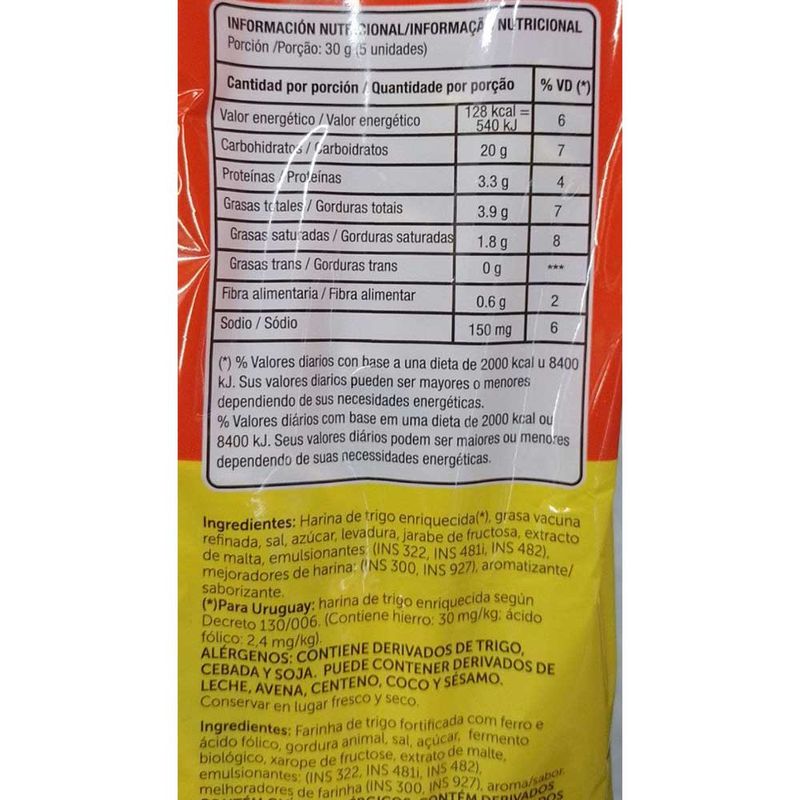 INFORMACIÓN NUTRICIONAL/INFORMAÇÃ NUTRICIONAL
Porción /Porção: 30 g (5 unidades)
Cantidad por porción / Quantidade por porção % VD (*)
Valor energético / Valor energético 128 kcal = 540 kJ 6
Carbohidratos / Carboidratos 20 g 7
Proteínas / Proteínas 3.3 g 4
Grasas totales / Gorduras totais 3.9 g 7
Grasas saturadas / Gorduras saturadas 1.8 g 8
Grasas trans / Gorduras trans 0 g ***
Fibra alimentaria / Fibra alimentar 0.6 g 2
Sodio / Sódio 150 mg 6
(*) % Valores diarios con base a una dieta de 2000 kcal u 8400
kJ. Sus valores diarios pueden ser mayores o menores
dependiendo de sus necesidades energéticas.
% Valores diários com base em uma dieta de 2000 kcal ou
8400 kJ. Seus valores diários podem ser maiores ou menores
dependendo de suas necessidades energéticas.
Ingredientes: Harina de trigo enriquecida(*), grasa vacuna
refinada, sal, azúcar, levadura, jarabe de fructosa, extracto
de malta, emulsionantes: (INS 322, INS 481i, INS 482),
mejoradores de harina: (INS 300, INS 927), aromatizante/
saborizante.
(*)Para Uruguay: harina de trigo enriquecida según
Decreto 130/006. (Contiene hierro: 30 mg/kg; ácido
fólico: 2,4 mg/kg).
ALÉRGENOS: CONTIENE DERIVADOS DE TRIGO,
CEBADA Y SOJA. PUEDE CONTENER DERIVADOS DE
LECHE, AVENA, CENTENO, COCO Y SÉSAMO.
Conservar en lugar fresco y seco.
Ingredientes: Farinha de trigo fortificada com ferro e
ácido fólico, gordura animal, sal, açúcar, fermento
biológico, xarope de fructose, extrato de malte,
emulsionantes: (INS 322, INS 481i, INS 482),
melhoradores de farinha (INS 300, INS 927), aroma/sabor.
CONTÉM DERIVADOS